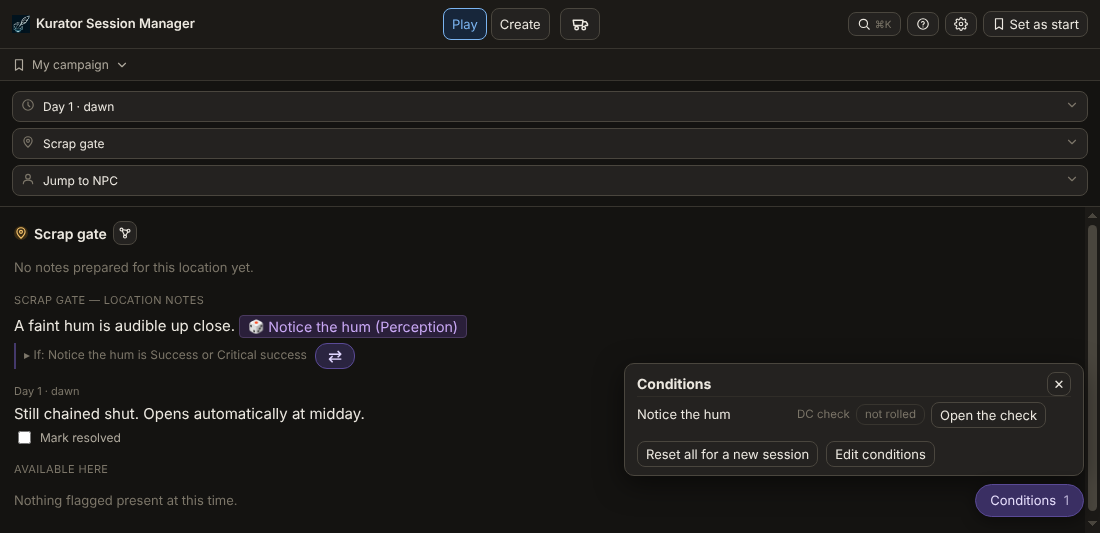 Kurator Session Manager
Play
Create
⌘K
Set as start
My campaign
Day 1 · dawn
Scrap gate
Jump to NPC
Scrap gate
No notes prepared for this location yet.
SCRAP GATE — LOCATION NOTES
A faint hum is audible up close. 🎲 Notice the hum (Perception)
▸ If: Notice the hum is Success or Critical success
Day 1 · dawn
Still chained shut. Opens automatically at midday.
Mark resolved
AVAILABLE HERE
Nothing flagged present at this time.
Conditions
Notice the hum DC check not rolled Open the check
Reset all for a new session Edit conditions
Conditions 1